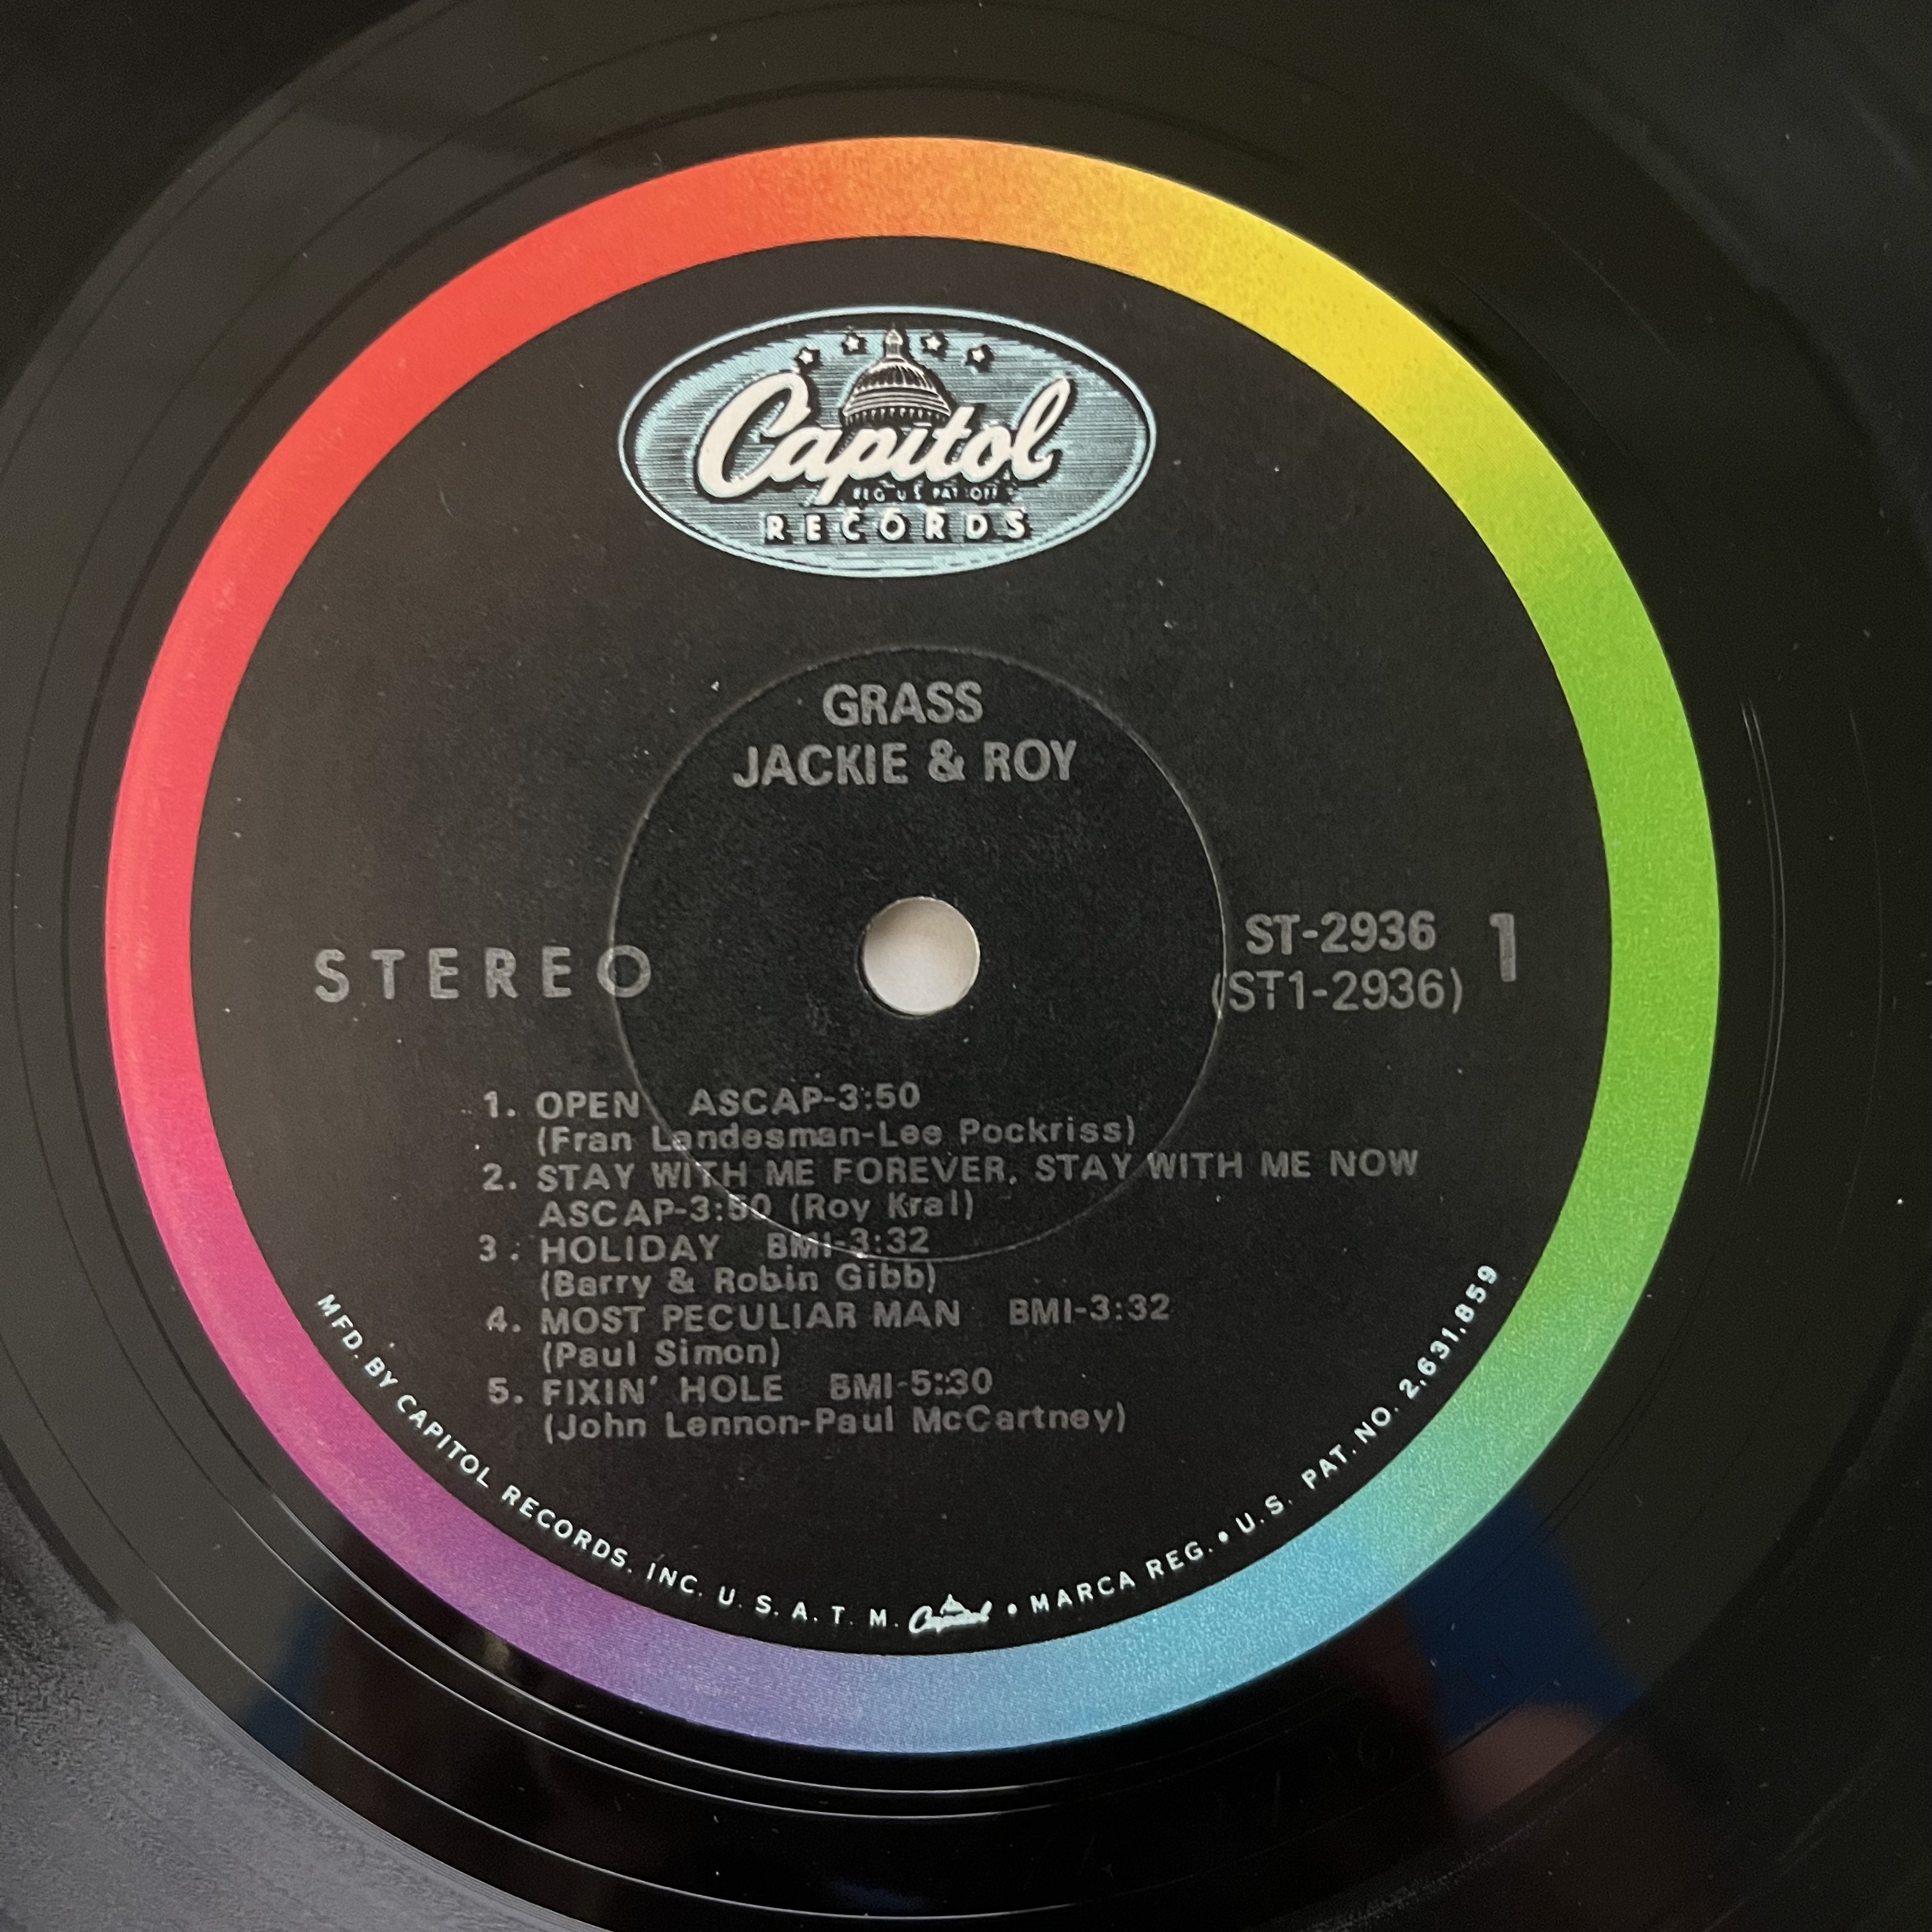 Capitol
REG U S PAT OFF
RECORDS
GRASS
JACKIE & ROY
STEREO
ST-2936
(ST1-2936)
1
1. OPEN ASCAP-3:50
(Fran Landesman-Lee Pockriss)
2. STAY WITH ME FOREVER, STAY WITH ME NOW
ASCAP-3:50 (Roy Kral)
3. HOLIDAY BMI-3:32
(Barry & Robin Gibb)
4. MOST PECULIAR MAN BMI-3:32
(Paul Simon)
5. FIXIN' HOLE BMI-5:30
(John Lennon-Paul McCartney)
MFD. BY CAPITOL RECORDS, INC. U. S. A. T. M. Capitol • MARCA REG. • U.S. PAT. NO. 2,631,859